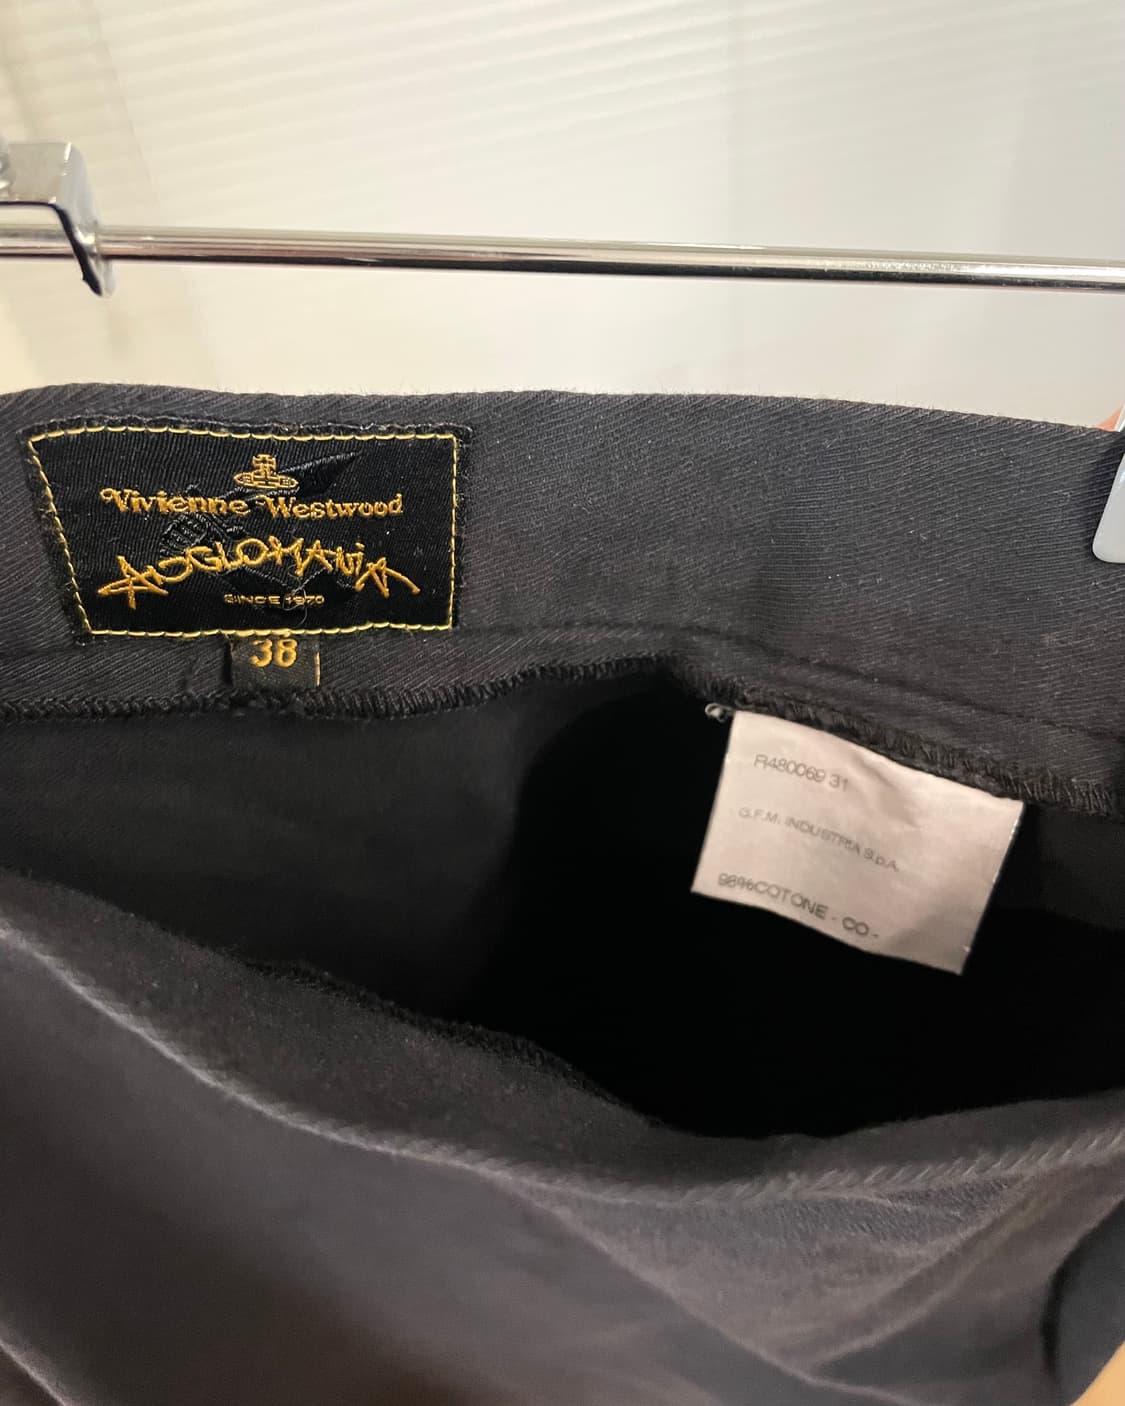 Vivienne Westwood
ANGLOMANIA
SINCE 1970
38
R480069 31
G.F.M. INDUSTRIA S.p.A.
98%COTONE - CO -